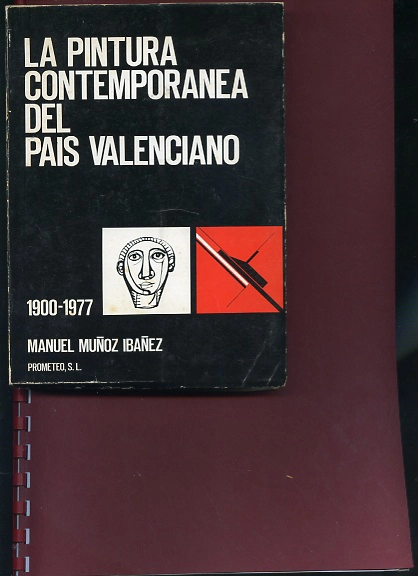 LA PINTURA
CONTEMPORANEA
DEL
PAIS VALENCIANO
1900-1977
MANUEL MUÑOZ IBAÑEZ
PROMETEO, S. L.